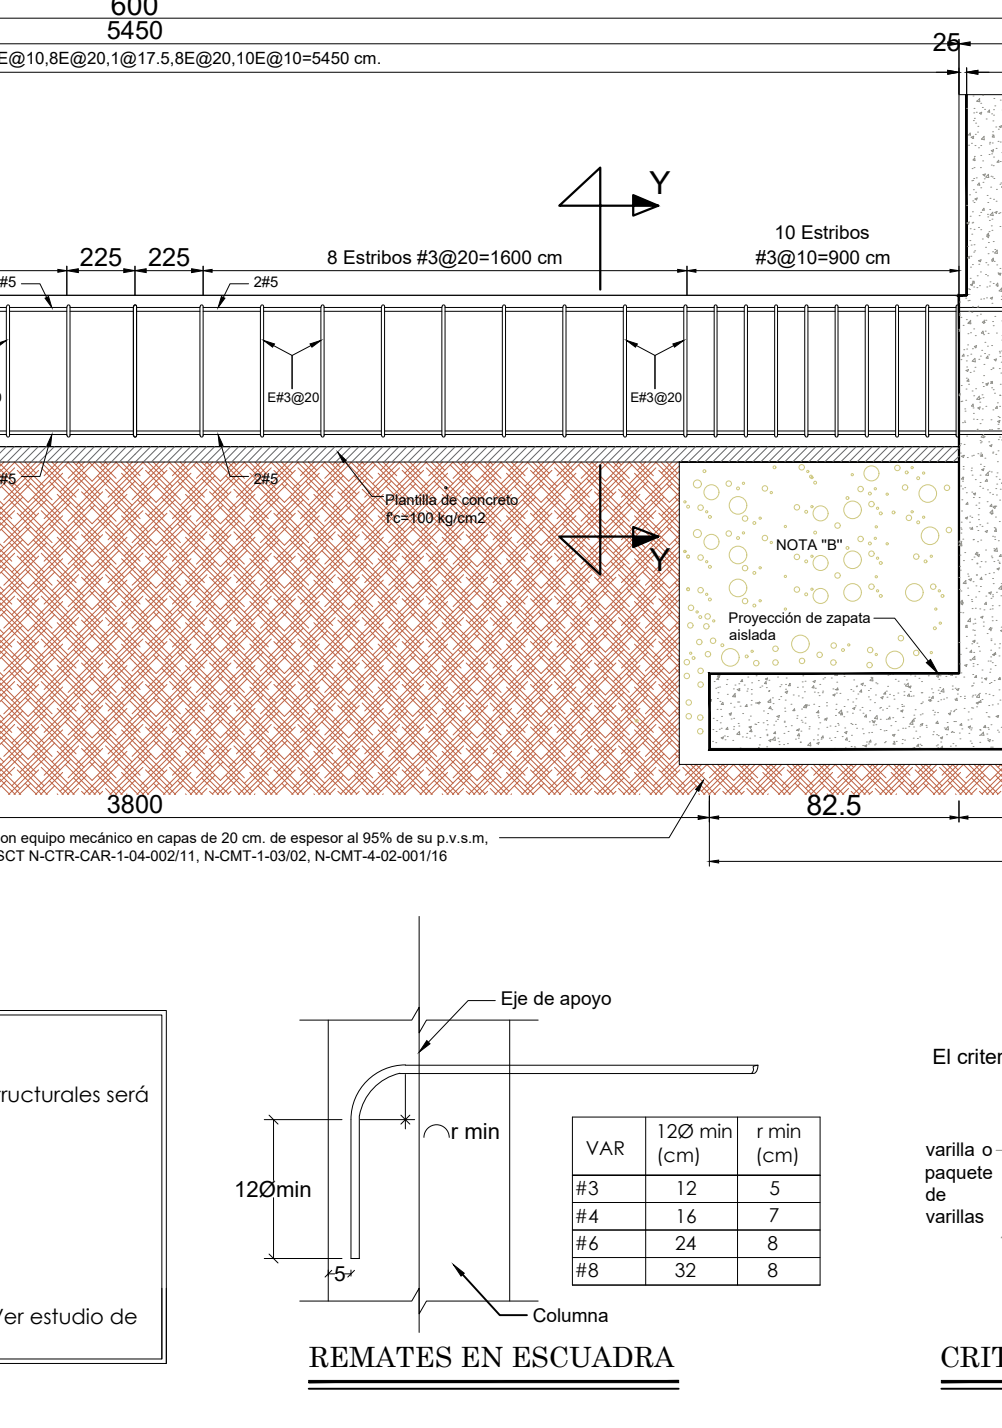 600
5450
E@10,8E@20,1@17.5,8E@20,10E@10=5450 cm.
25
Y
10 Estribos
#3@10=900 cm
225
225
8 Estribos #3@20=1600 cm
#5
2#5
E#3@20
E#3@20
#5
2#5
Plantilla de concreto
f'c=100 kg/cm2
Y
NOTA "B"
Proyección de zapata
aislada
3800
82.5
on equipo mecánico en capas de 20 cm. de espesor al 95% de su p.v.s.m,
SCT N-CTR-CAR-1-04-002/11, N-CMT-1-03/02, N-CMT-4-02-001/16
Eje de apoyo
ructurales será
El criter
r min
12Ømin
5
Columna
VAR 12Ø min (cm) r min (cm)
#3 12 5
#4 16 7
#6 24 8
#8 32 8
varilla o
paquete
de
varillas
Ver estudio de
REMATES EN ESCUADRA
CRIT